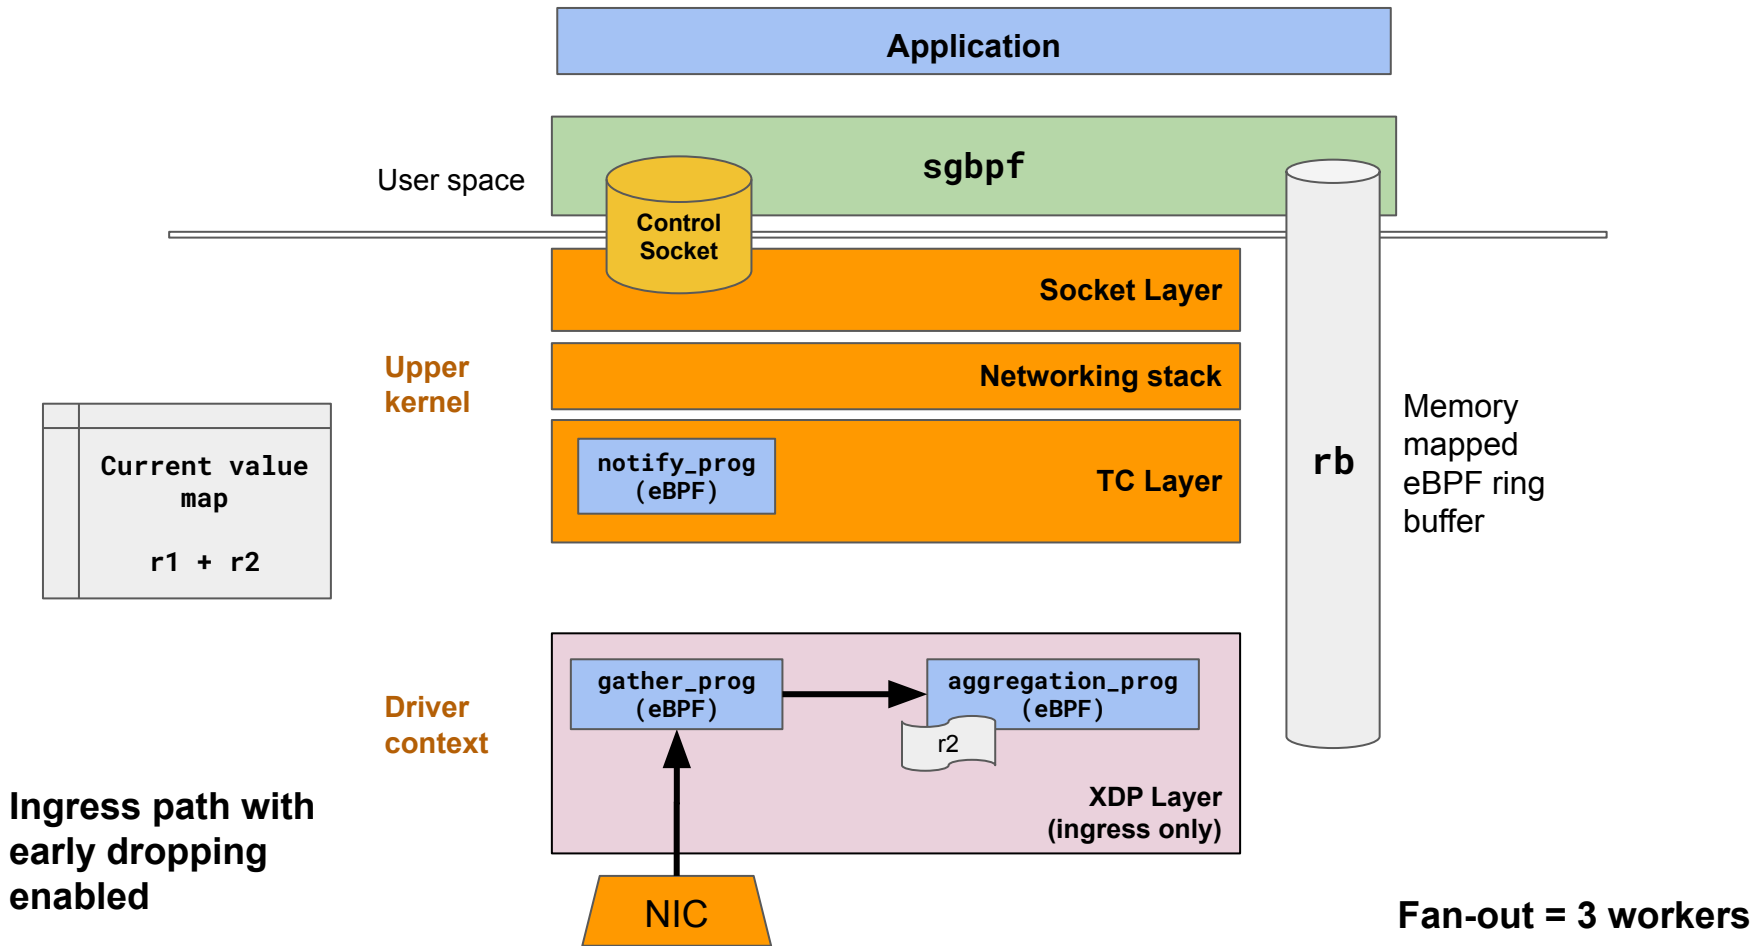 Application
sgbpf
User space
Control
Socket
Socket Layer
Upper
kernel
Networking stack
Current value
map
r1 + r2
notify_prog
(eBPF)
TC Layer
rb
Memory
mapped
eBPF ring
buffer
Driver
context
gather_prog
(eBPF)
aggregation_prog
(eBPF)
r2
XDP Layer
(ingress only)
Ingress path with
early dropping
enabled
NIC
Fan-out = 3 workers